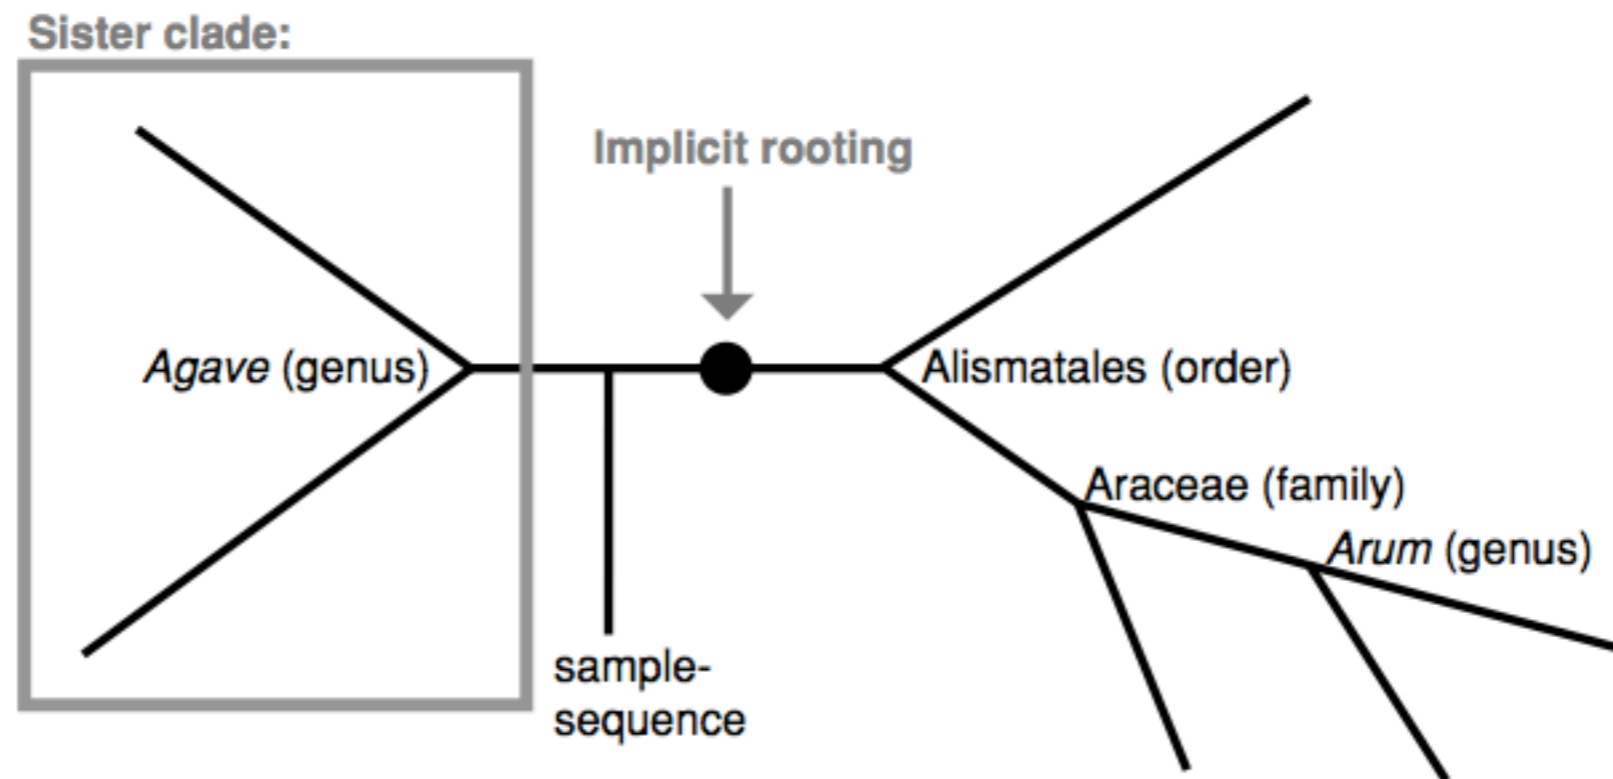 Sister clade:
Implicit rooting
Agave (genus)
Alismatales (order)
Araceae (family)
Arum (genus)
sample-
sequence